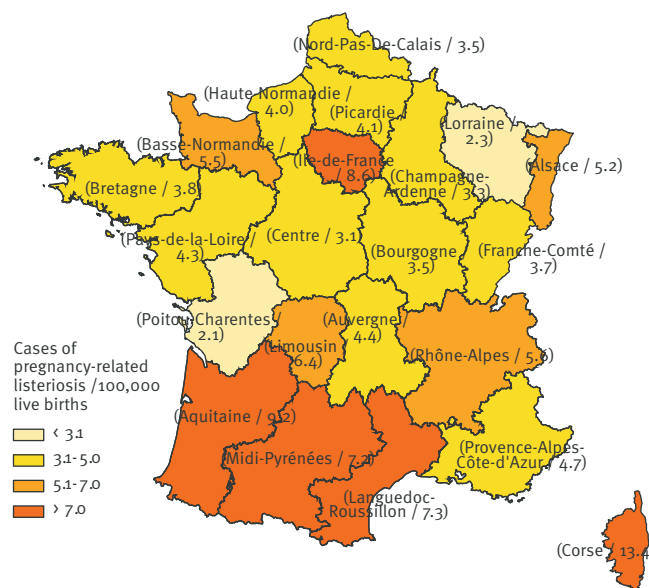 (Nord-Pas-De-Calais / 3.5)
(Haute-Normandie /
4.0)
(Picardie /
4.1)
(Lorraine /
2.3)
(Basse-Normandie /
5.5)
(Ile-de-France
/ 8.6)
(Alsace / 5.2)
(Champagne-
Ardenne / 3.3)
(Bretagne / 3.8)
(Pays-de-la-Loire /
4.3)
(Centre / 3.1)
(Bourgogne /
3.5)
(Franche-Comté /
3.7)
(Poitou-Charentes /
2.1)
(Limousin /
6.4)
(Auvergne /
4.4)
(Rhône-Alpes / 5.6)
Cases of
pregnancy-related
listeriosis /100,000
live births
< 3.1
3.1-5.0
5.1-7.0
> 7.0
(Aquitaine / 9.2)
(Midi-Pyrénées / 7.2)
(Provence-Alpes-
Côte-d'Azur / 4.7)
(Languedoc-
Roussillon / 7.3)
(Corse / 13.4)